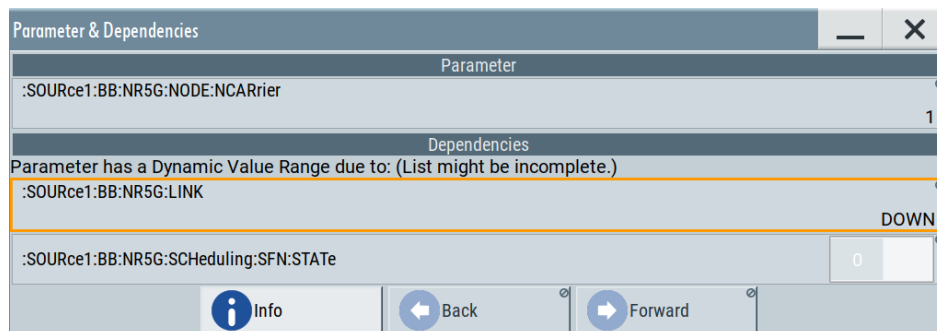 Parameter & Dependencies
Parameter
:SOURce1:BB:NR5G:NODE:NCARrier
1
Dependencies
Parameter has a Dynamic Value Range due to: (List might be incomplete.)
:SOURce1:BB:NR5G:LINK
DOWN
:SOURce1:BB:NR5G:SCHeduling:SFN:STATe
0
Info
Back
Forward